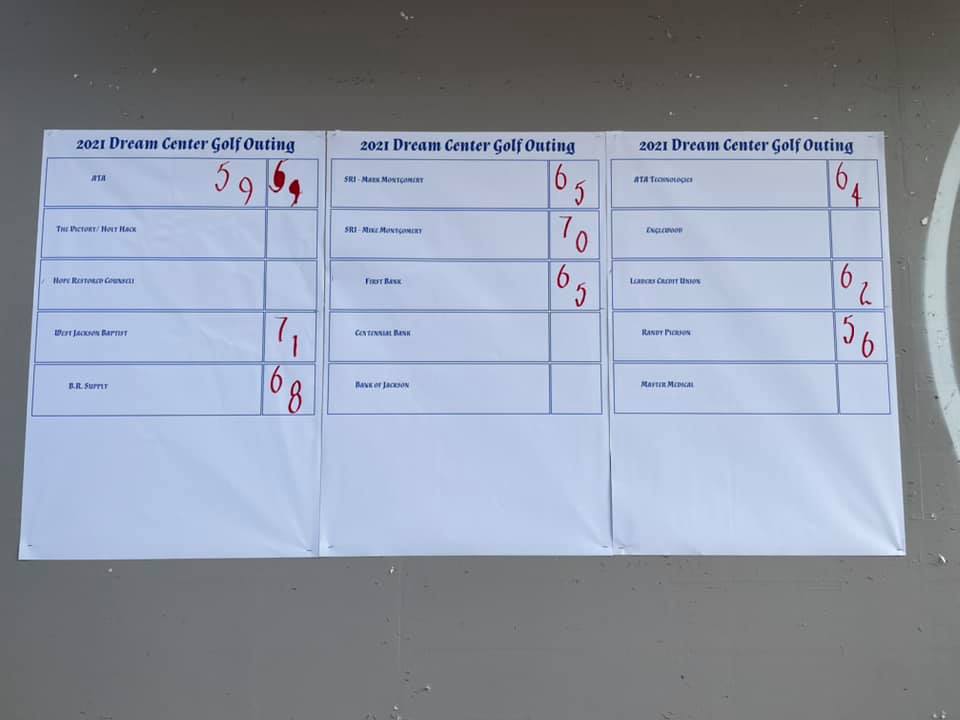 2021 Dream Center Golf Outing
ATA 59
The Victory/ Holy Hack
Hope Restored Counseli
West Jackson Baptist 71
B.R. Supply 68
2021 Dream Center Golf Outing
SRI - Mark Montgomery 65
SRI - Mike Montgomery 70
First Bank 65
Centennial Bank
Bank of Jackson
2021 Dream Center Golf Outing
ATA Technologies 64
Englewood
Leaders Credit Union 62
Randy Pierson 56
Master Medical